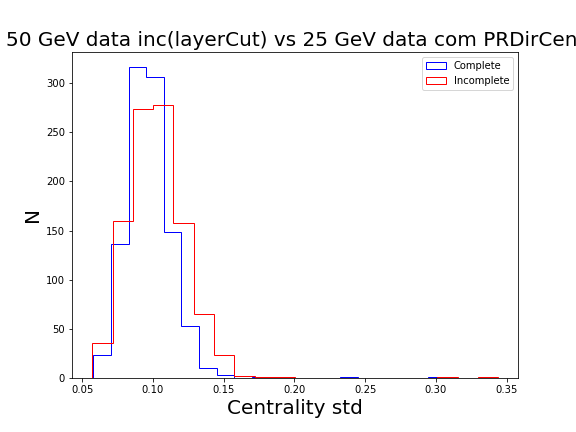 50 GeV data inc(layerCut) vs 25 GeV data com PRDirCen
Complete
Incomplete
300
250
200
150
100
50
0
N
0.05 0.10 0.15 0.20 0.25 0.30 0.35
Centrality std